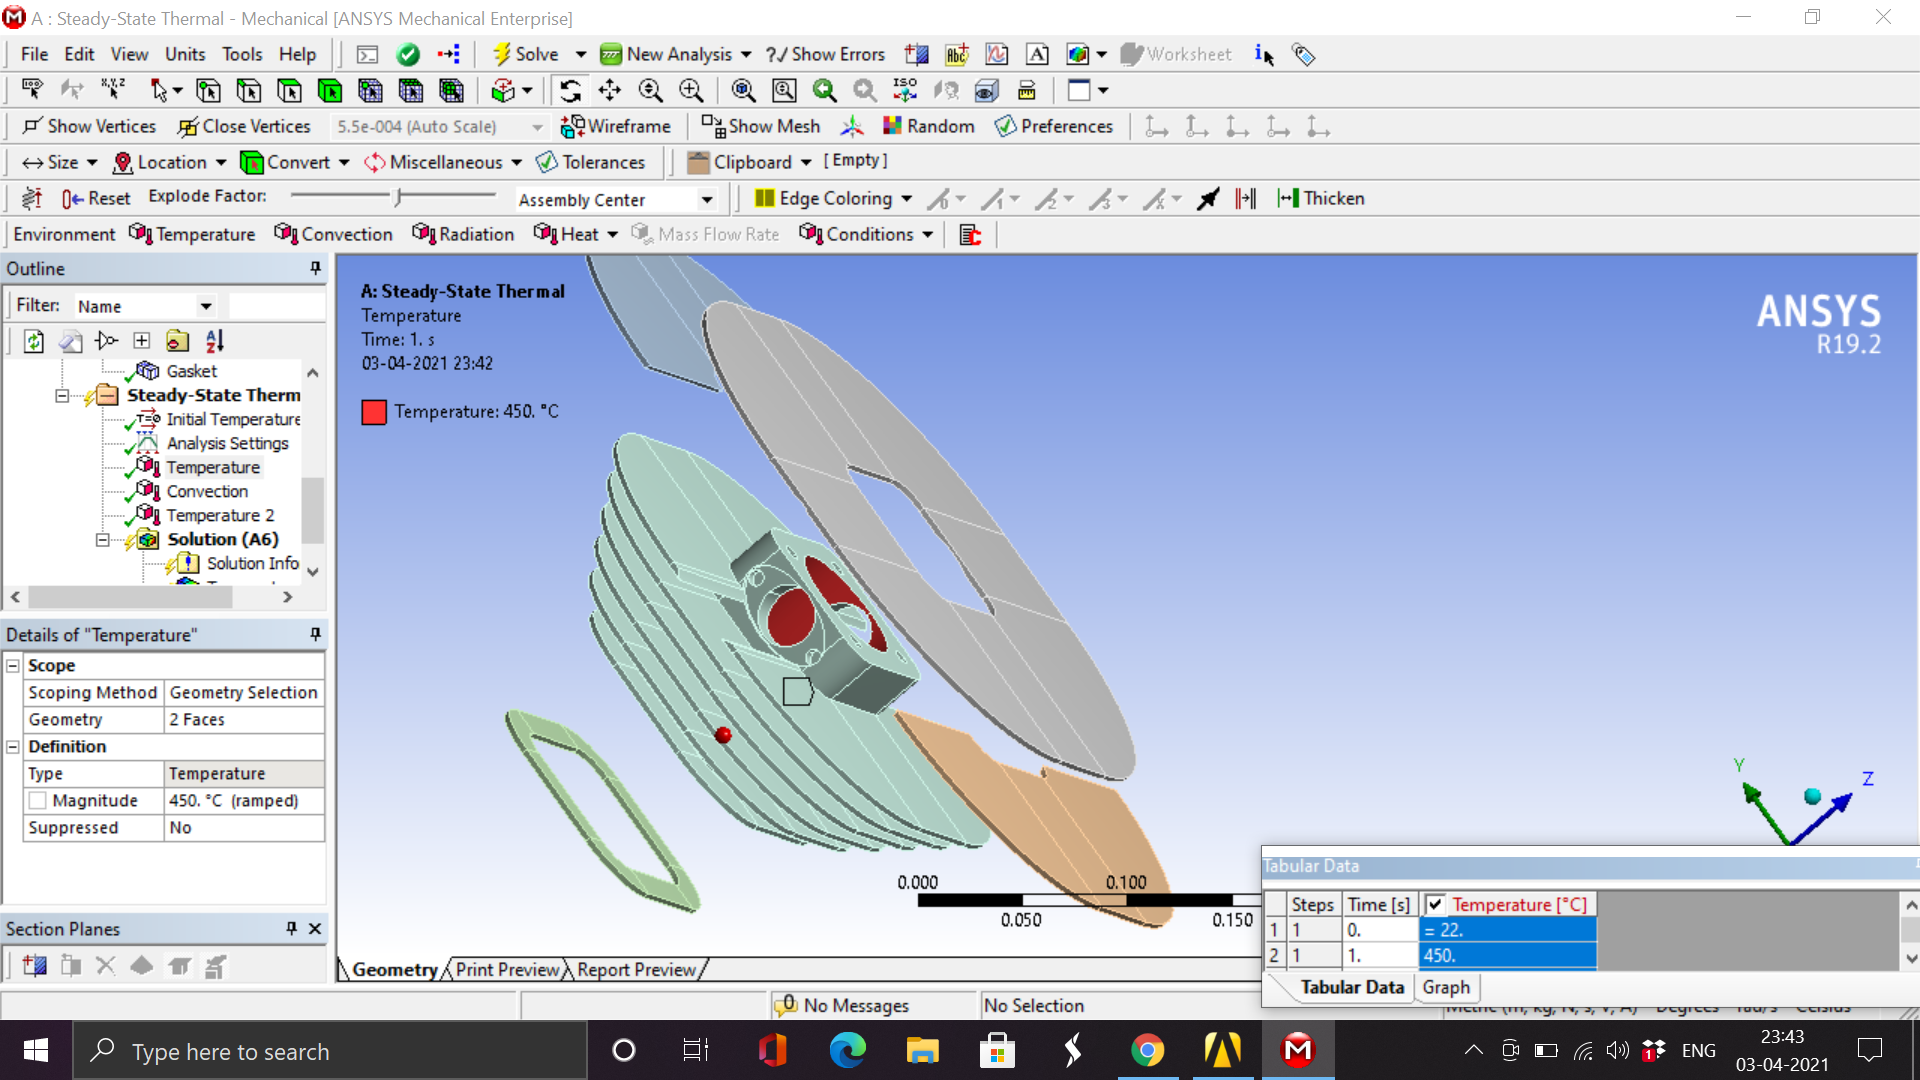 A : Steady-State Thermal - Mechanical [ANSYS Mechanical Enterprise]
File Edit View Units Tools Help Solve New Analysis ?/ Show Errors Worksheet
Show Vertices Close Vertices 5.5e-004 (Auto Scale) Wireframe Show Mesh Random Preferences
Size Location Convert Miscellaneous Tolerances Clipboard [ Empty ]
Reset Explode Factor: Assembly Center Edge Coloring Thicken
Environment Temperature Convection Radiation Heat Mass Flow Rate Conditions
Outline
Filter: Name
Gasket
Steady-State Therm
Initial Temperature
Analysis Settings
Temperature
Convection
Temperature 2
Solution (A6)
Solution Info
Details of "Temperature"
Scope
Scoping Method Geometry Selection
Geometry 2 Faces
Definition
Type Temperature
Magnitude 450. °C (ramped)
Suppressed No
Section Planes
A: Steady-State Thermal
Temperature
Time: 1. s
03-04-2021 23:42
Temperature: 450. °C
ANSYS
R19.2
Y
Z
0.000 0.100
0.050 0.150
Geometry Print Preview Report Preview
Tabular Data
Steps Time [s] Temperature [°C]
1 1 0. = 22.
2 1 1. 450.
Tabular Data Graph
0 No Messages No Selection
Type here to search
1 ENG 23:43
03-04-2021